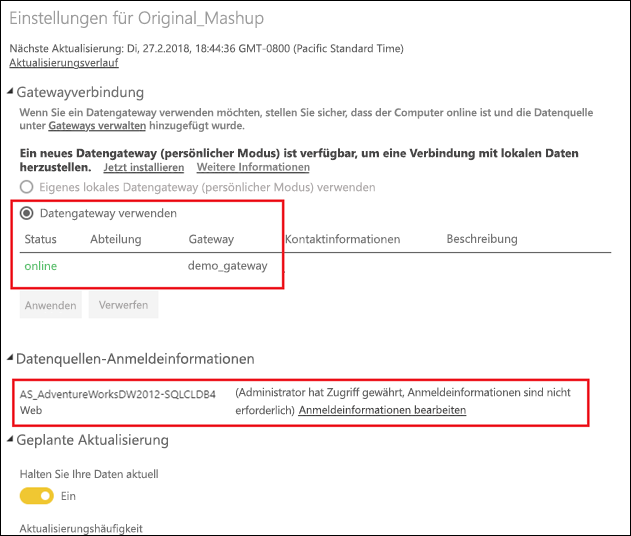 Einstellungen für Original_Mashup
Nächste Aktualisierung: Di, 27.2.2018, 18:44:36 GMT-0800 (Pacific Standard Time)
Aktualisierungsverlauf
Gatewayverbindung
Wenn Sie ein Datengateway verwenden möchten, stellen Sie sicher, dass der Computer online ist und die Datenquelle
unter Gateways verwalten hinzugefügt wurde.
Ein neues Datengateway (persönlicher Modus) ist verfügbar, um eine Verbindung mit lokalen Daten
herzustellen. Jetzt installieren Weitere Informationen
Eigenes lokales Datengateway (persönlicher Modus) verwenden
Datengateway verwenden
Status Abteilung Gateway Kontaktinformationen Beschreibung
online demo_gateway
Anwenden Verwerfen
Datenquellen-Anmeldeinformationen
AS_AdventureWorksDW2012-SQLCLDB4 (Administrator hat Zugriff gewährt, Anmeldeinformationen sind nicht
Web erforderlich) Anmeldeinformationen bearbeiten
Geplante Aktualisierung
Halten Sie Ihre Daten aktuell
Ein
Aktualisierungshäufigkeit